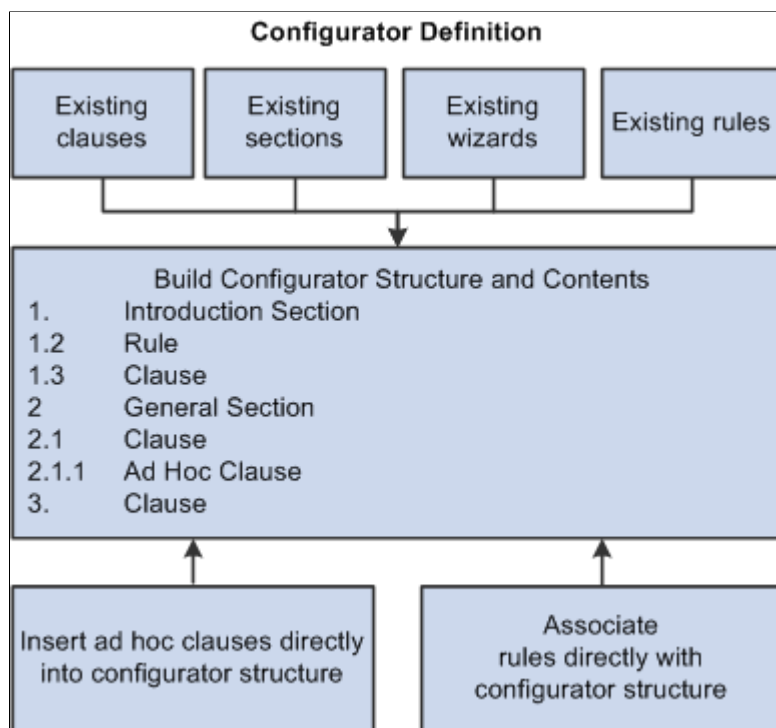 Configurator Definition
Existing
clauses
Existing
sections
Existing
wizards
Existing rules
Build Configurator Structure and Contents
1. Introduction Section
1.2 Rule
1.3 Clause
2 General Section
2.1 Clause
2.1.1 Ad Hoc Clause
3. Clause
Insert ad hoc clauses directly
into configurator structure
Associate
rules directly with
configurator structure